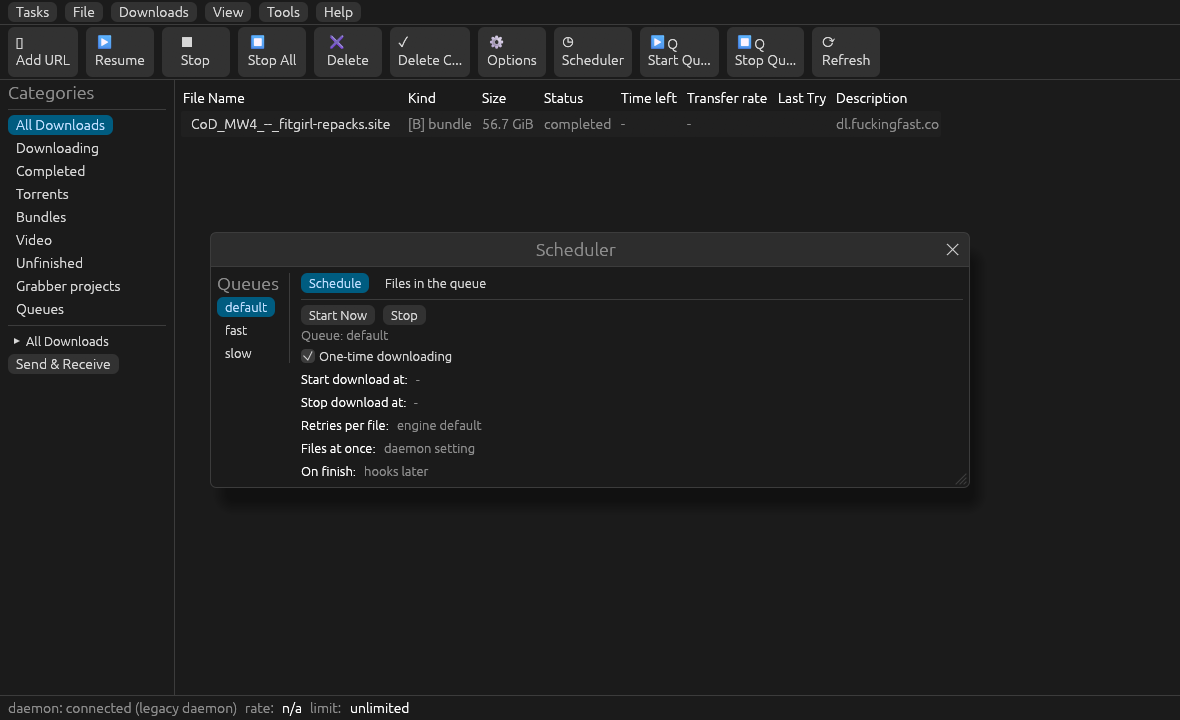 Tasks File Downloads View Tools Help
Add URL Resume Stop Stop All Delete Delete C... Options Scheduler Q Start Qu... Q Stop Qu... Refresh
Categories
All Downloads
Downloading
Completed
Torrents
Bundles
Video
Unfinished
Grabber projects
Queues
All Downloads
Send & Receive
File Name Kind Size Status Time left Transfer rate Last Try Description
CoD_MW4_--_fitgirl-repacks.site [B] bundle 56.7 GiB completed - - dl.fuckingfast.co
Scheduler
Queues
default
fast
slow
Schedule Files in the queue
Start Now Stop
Queue: default
One-time downloading
Start download at: -
Stop download at: -
Retries per file: engine default
Files at once: daemon setting
On finish: hooks later
daemon: connected (legacy daemon) rate: n/a limit: unlimited